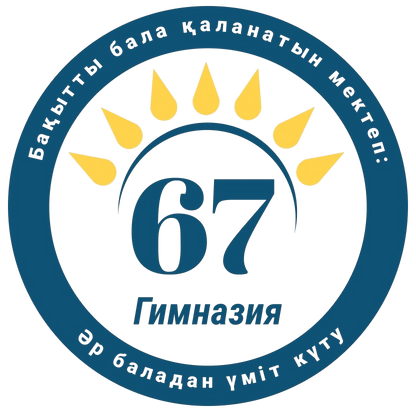 Бақытты бала қаланатын мектеп:
67
Гимназия
Әр баладан үміт күту